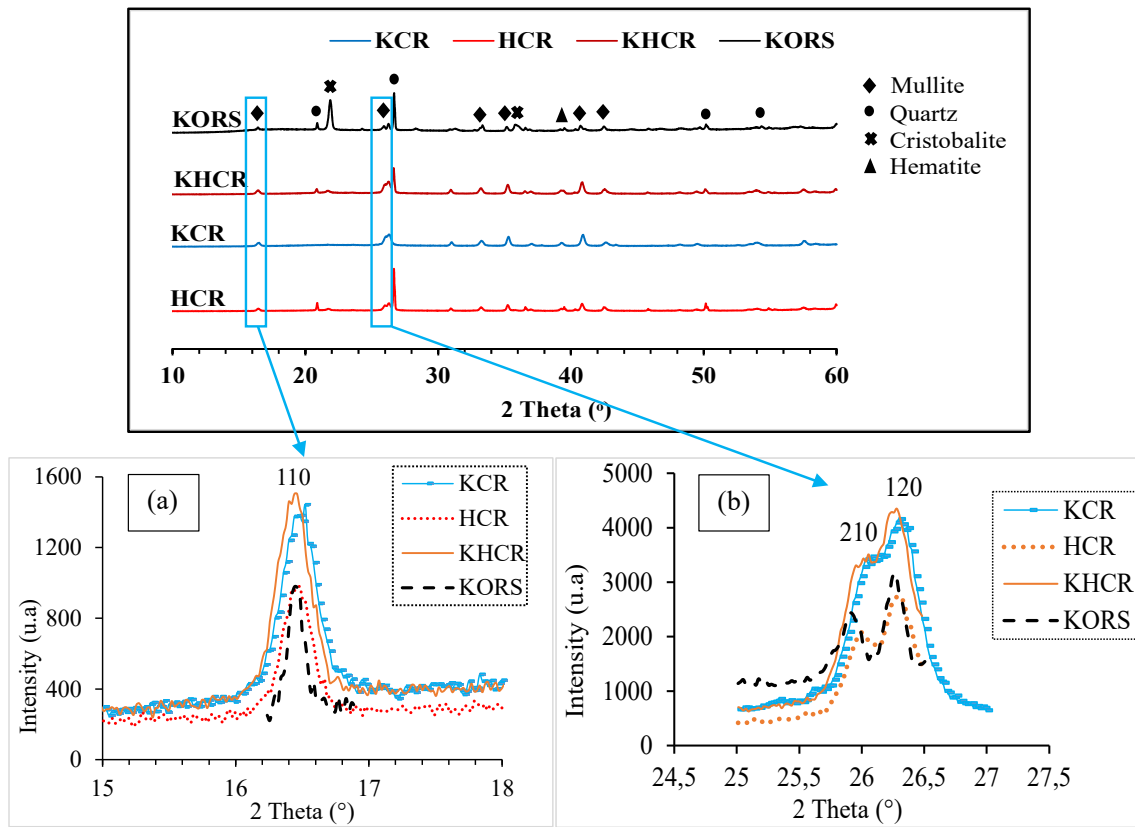 KCR HCR KHCR KORS
Mullite
Quartz
Cristobalite
Hematite
KORS
KHCR
KCR
HCR
10 20 30 40 50 60
2 Theta (º)
(a)
110
KCR
HCR
KHCR
KORS
1600
1200
800
400
0
Intensity (u.a)
15 16 17 18
2 Theta (°)
(b)
120
210
KCR
HCR
KHCR
KORS
5000
4000
3000
2000
1000
0
Intensity (u.a)
24,5 25 25,5 26 26,5 27 27,5
2 Theta (°)